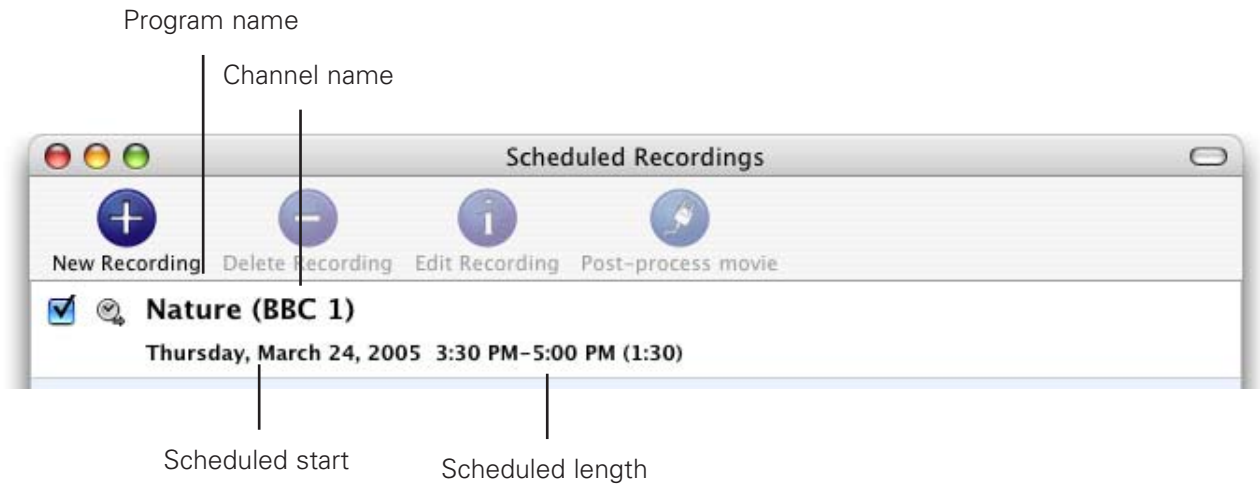 Program name
Channel name
Scheduled Recordings
New Recording Delete Recording Edit Recording Post-process movie
Nature (BBC 1)
Thursday, March 24, 2005 3:30 PM–5:00 PM (1:30)
Scheduled start
Scheduled length